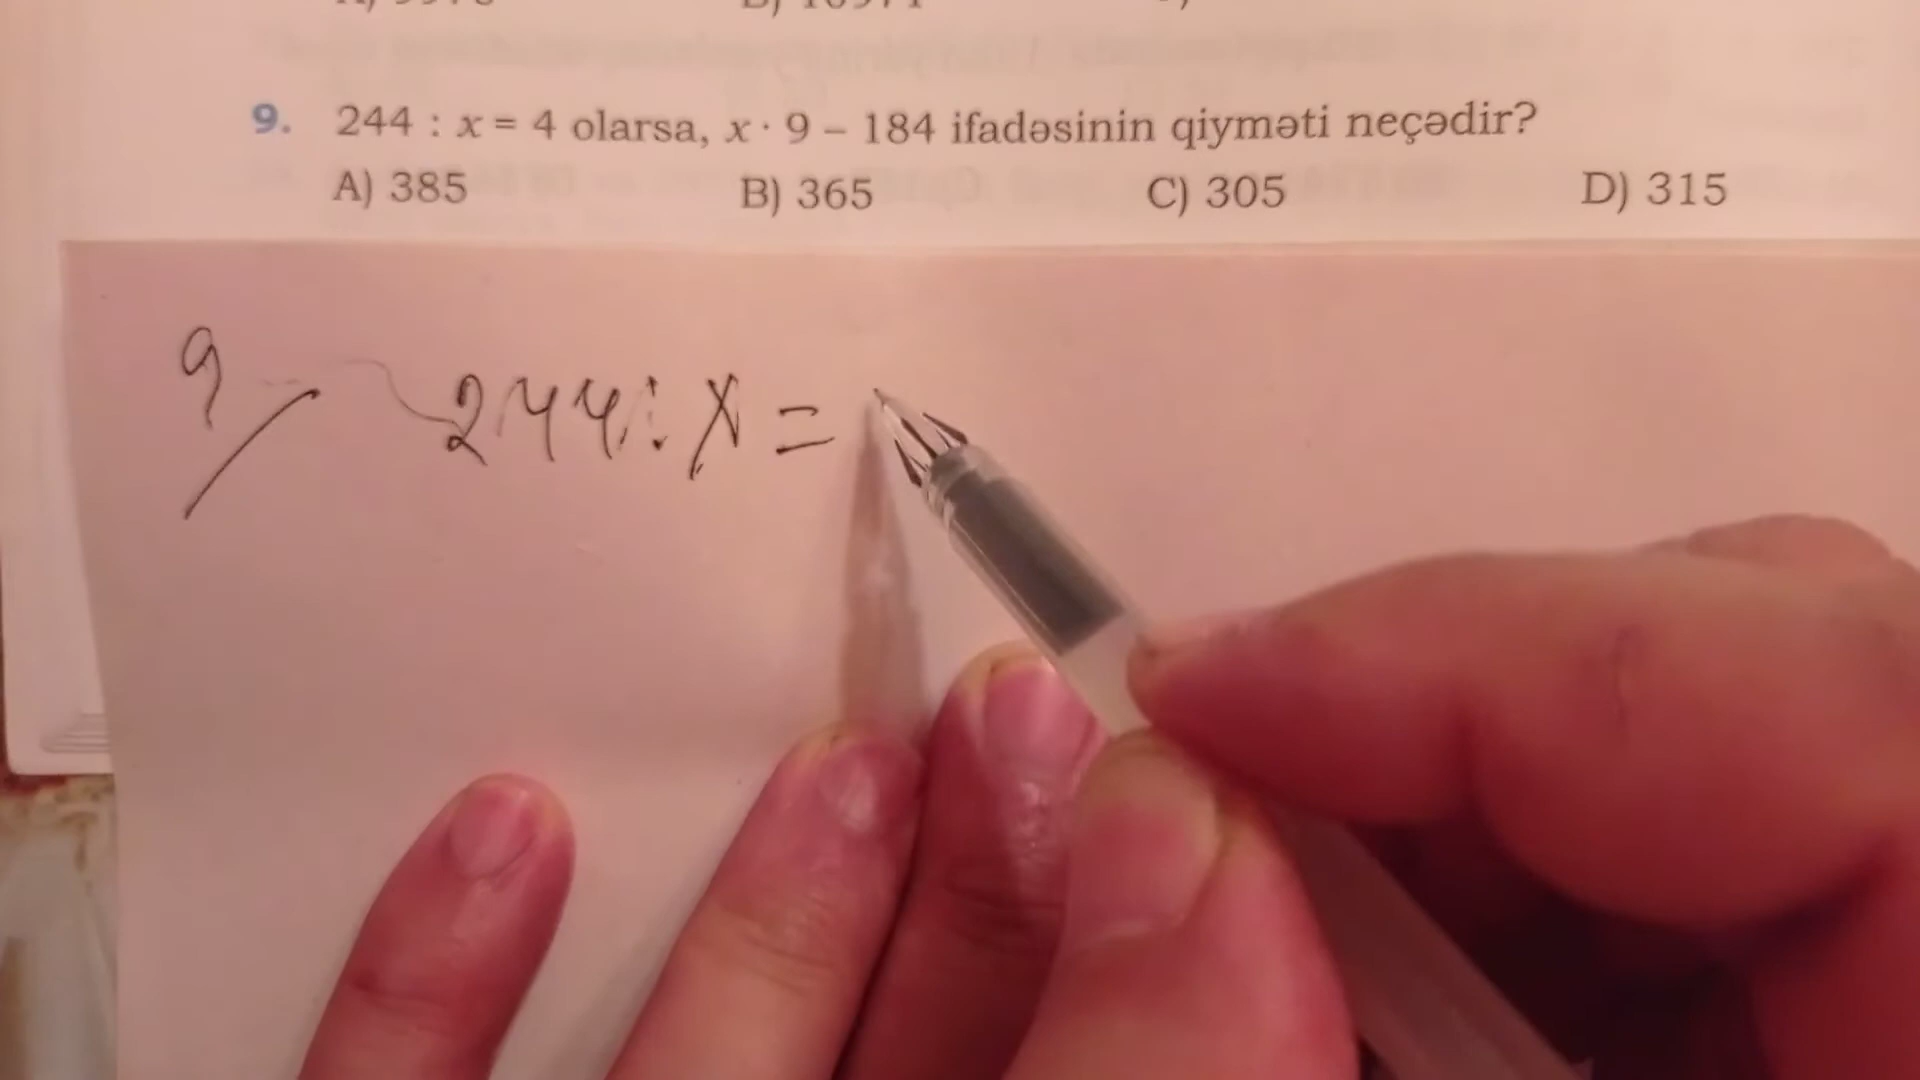 9. 244 : x = 4 olarsa, x · 9 – 184 ifadəsinin qiyməti neçədir?
A) 385 B) 365 C) 305 D) 315
9 244 : x =